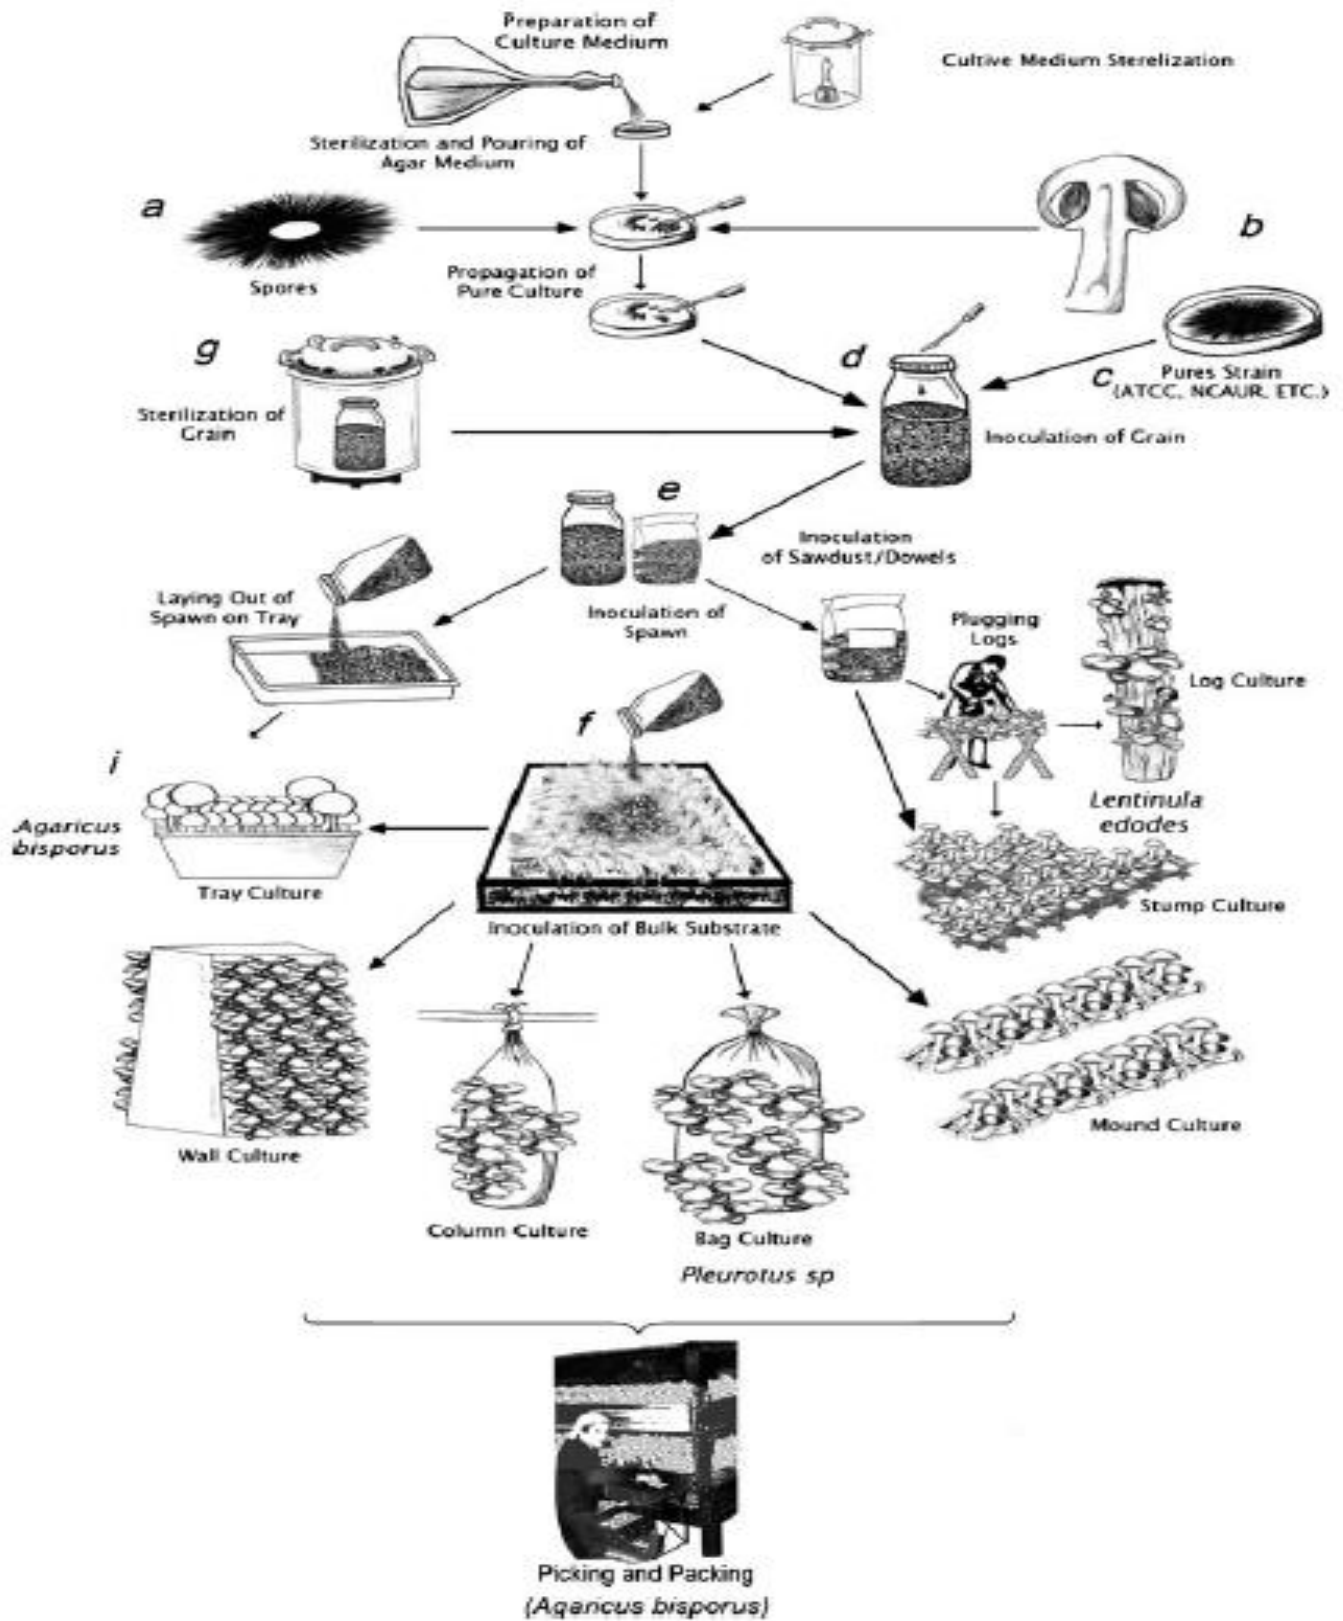 Preparation of
Culture Medium
Cultive Medium Sterelization
Sterilization and Pouring of
Agar Medium
a
b
Spores
Propagation of
Pure Culture
g
d
c
Pures Strain
(ATCC, NCAUR, ETC.)
Sterilization of
Grain
Inoculation of Grain
e
Inoculation
of Sawdust/Dowels
Laying Out of
Spawn on Tray
Inoculation of
Spawn
Plugging
Logs
Log Culture
f
i
Lentinula
edodes
Agaricus
bisporus
Tray Culture
Stump Culture
Inoculation of Bulk Substrate
Mound Culture
Wall Culture
Column Culture
Bag Culture
Pleurotus sp
Picking and Packing
(Agaricus bisporus)